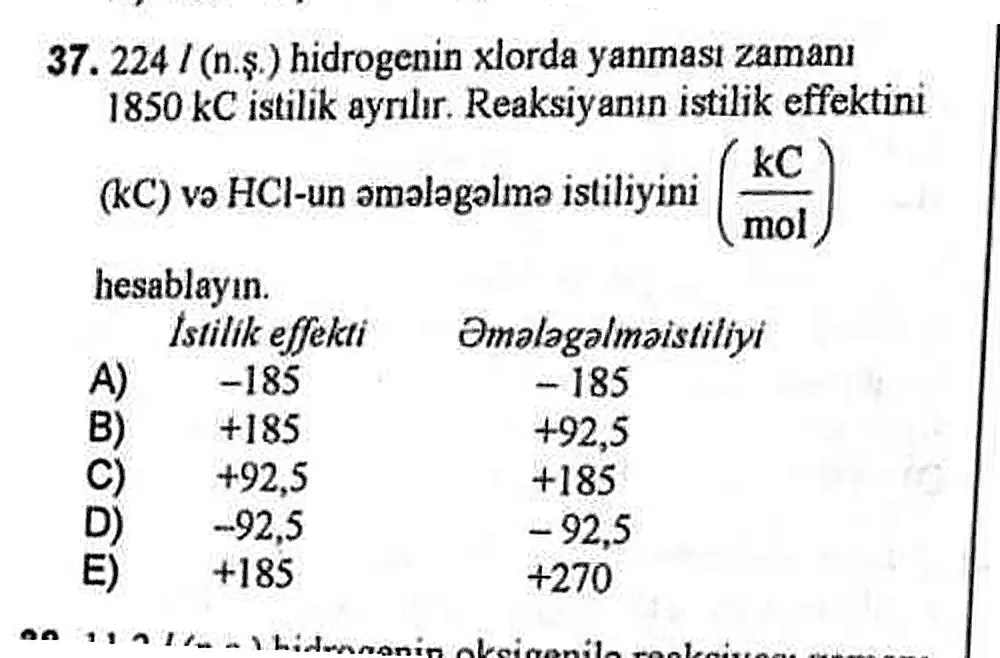 37. 224 l (n.ş.) hidrogenin xlorda yanması zamanı
1850 kC istilik ayrılır. Reaksiyanın istilik effektini
(kC) və HCl-un əmələgəlmə istiliyini (kC/mol)
hesablayın.
İstilik effekti Əmələgəlməistiliyi
A) –185 – 185
B) +185 +92,5
C) +92,5 +185
D) –92,5 – 92,5
E) +185 +270
hidrogenin oksigenilə